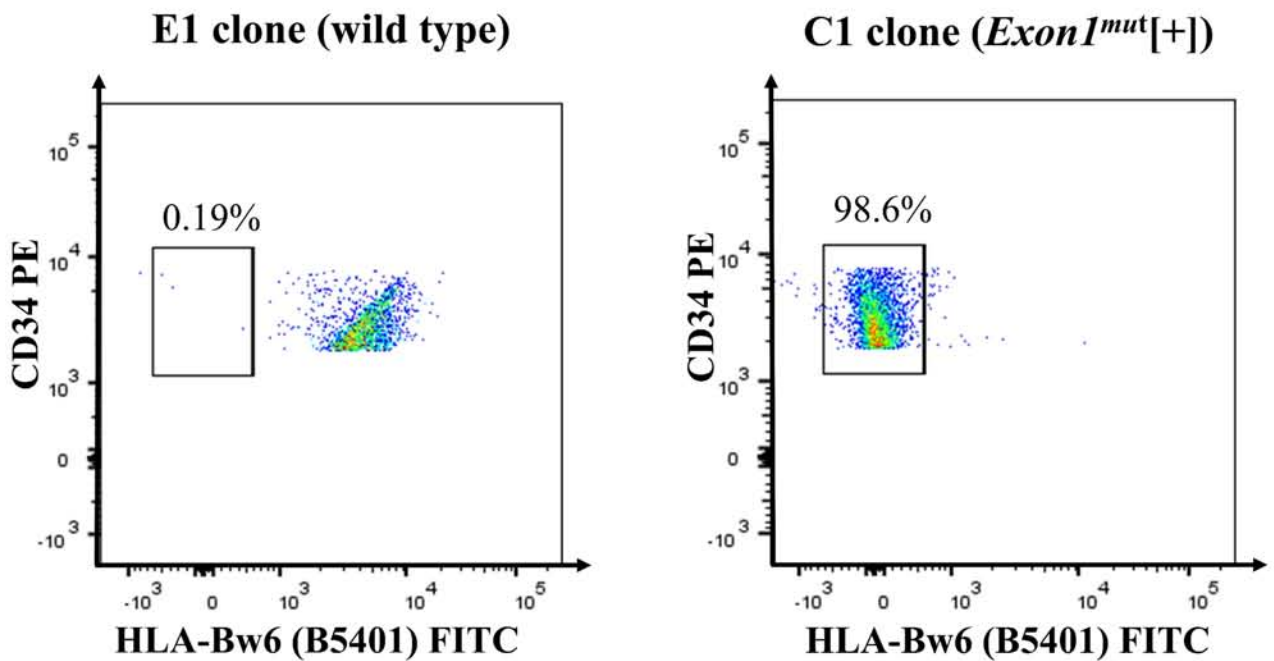 E1 clone (wild type)
C1 clone (Exon1^mut[+])
10^5
0.19%
10^4
CD34 PE
10^3
0
-10^3
-10^3 0 10^3 10^4 10^5
HLA-Bw6 (B5401) FITC
10^5
98.6%
10^4
CD34 PE
10^3
0
-10^3
-10^3 0 10^3 10^4 10^5
HLA-Bw6 (B5401) FITC